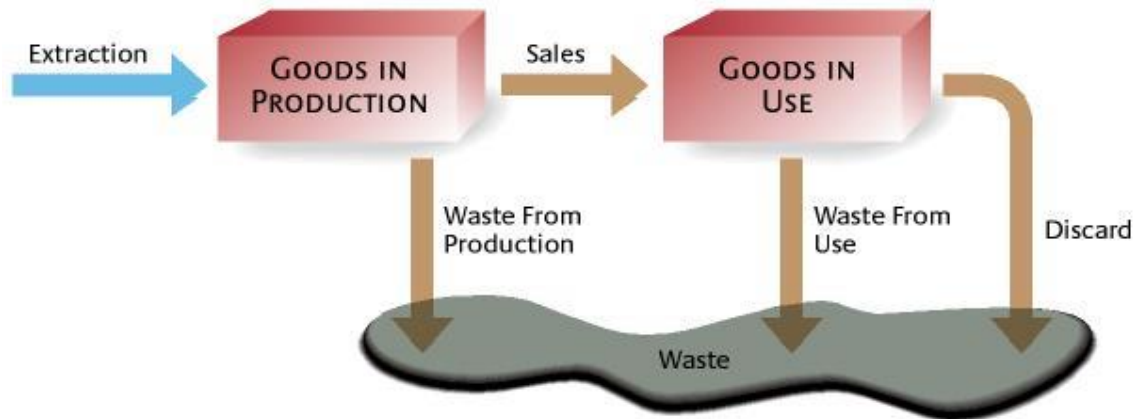 Extraction
GOODS IN
PRODUCTION
Sales
GOODS IN
USE
Waste From
Production
Waste From
Use
Discard
Waste